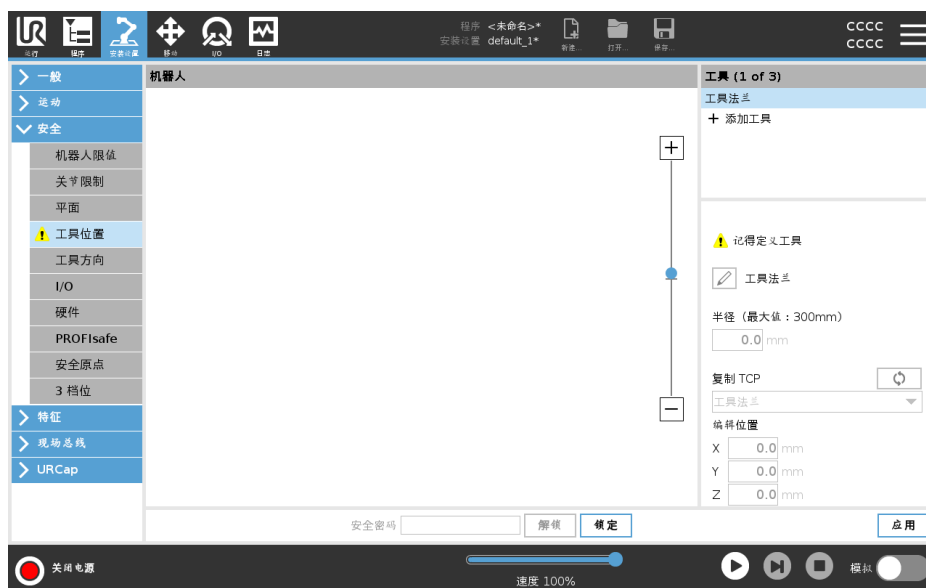 程序 <未命名>*
安装设置 default_1*
CCCC
CCCC
运行
程序
安装设置
移动
I/O
日志
新建...
打开...
保存...
一般
运动
安全
机器人限值
关节限制
平面
工具位置
工具方向
I/O
硬件
PROFIsafe
安全原点
3 档位
特征
现场总线
URCap
机器人
工具 (1 of 3)
工具法兰
添加工具
记得定义工具
工具法兰
半径（最大值：300mm）
0.0 mm
复制 TCP
工具法兰
编辑位置
X 0.0 mm
Y 0.0 mm
Z 0.0 mm
安全密码
解锁
锁定
应用
关闭电源
速度 100%
模拟